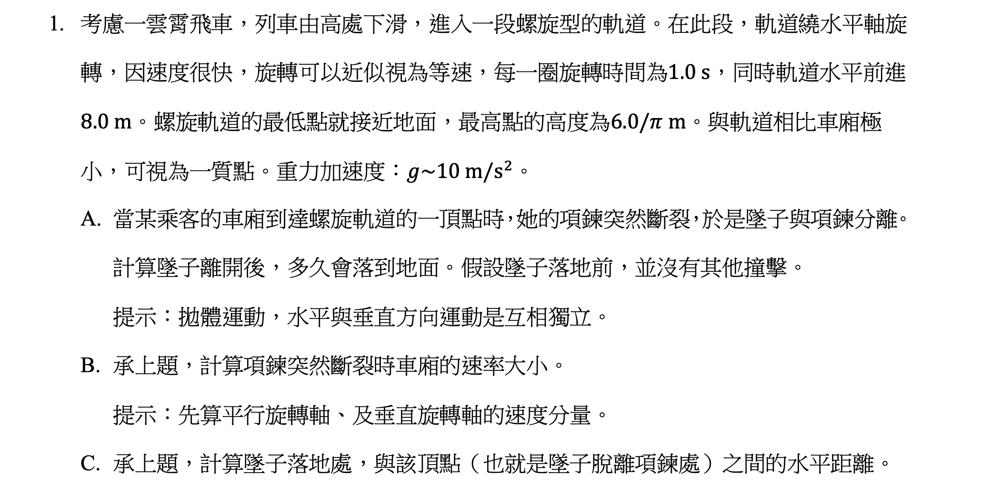 1. 考慮一雲霄飛車，列車由高處下滑，進入一段螺旋型的軌道。在此段，軌道繞水平軸旋
轉，因速度很快，旋轉可以近似視為等速，每一圈旋轉時間為1.0 s，同時軌道水平前進
8.0 m。螺旋軌道的最低點就接近地面，最高點的高度為6.0/π m。與軌道相比車廂極
小，可視為一質點。重力加速度：g~10 m/s²。
A. 當某乘客的車廂到達螺旋軌道的一頂點時，她的項鍊突然斷裂，於是墜子與項鍊分離。
計算墜子離開後，多久會落到地面。假設墜子落地前，並沒有其他撞擊。
提示：拋體運動，水平與垂直方向運動是互相獨立。
B. 承上題，計算項鍊突然斷裂時車廂的速率大小。
提示：先算平行旋轉軸、及垂直旋轉軸的速度分量。
C. 承上題，計算墜子落地處，與該頂點（也就是墜子脫離項鍊處）之間的水平距離。